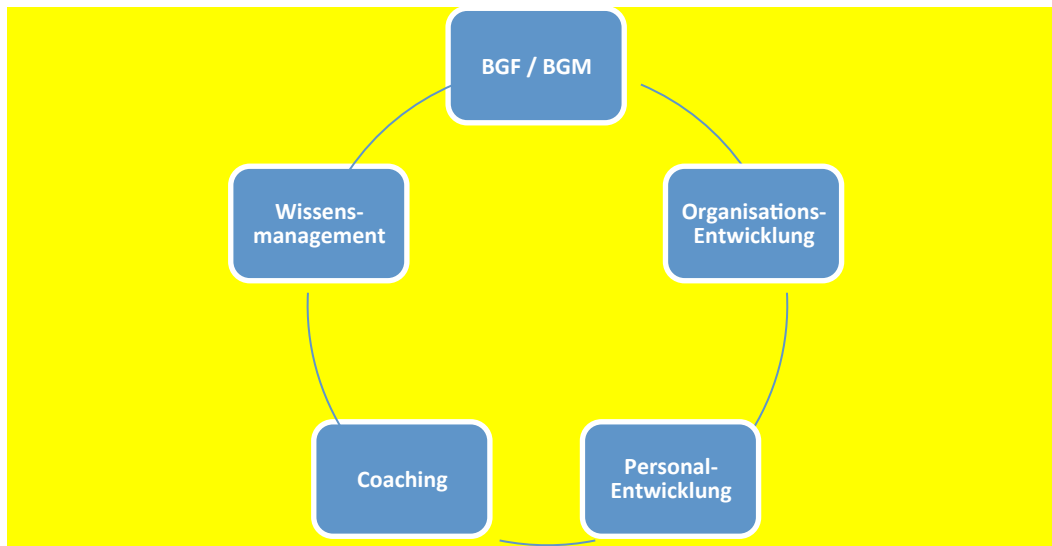 BGF / BGM
Wissens-
management
Organisations-
Entwicklung
Coaching
Personal-
Entwicklung